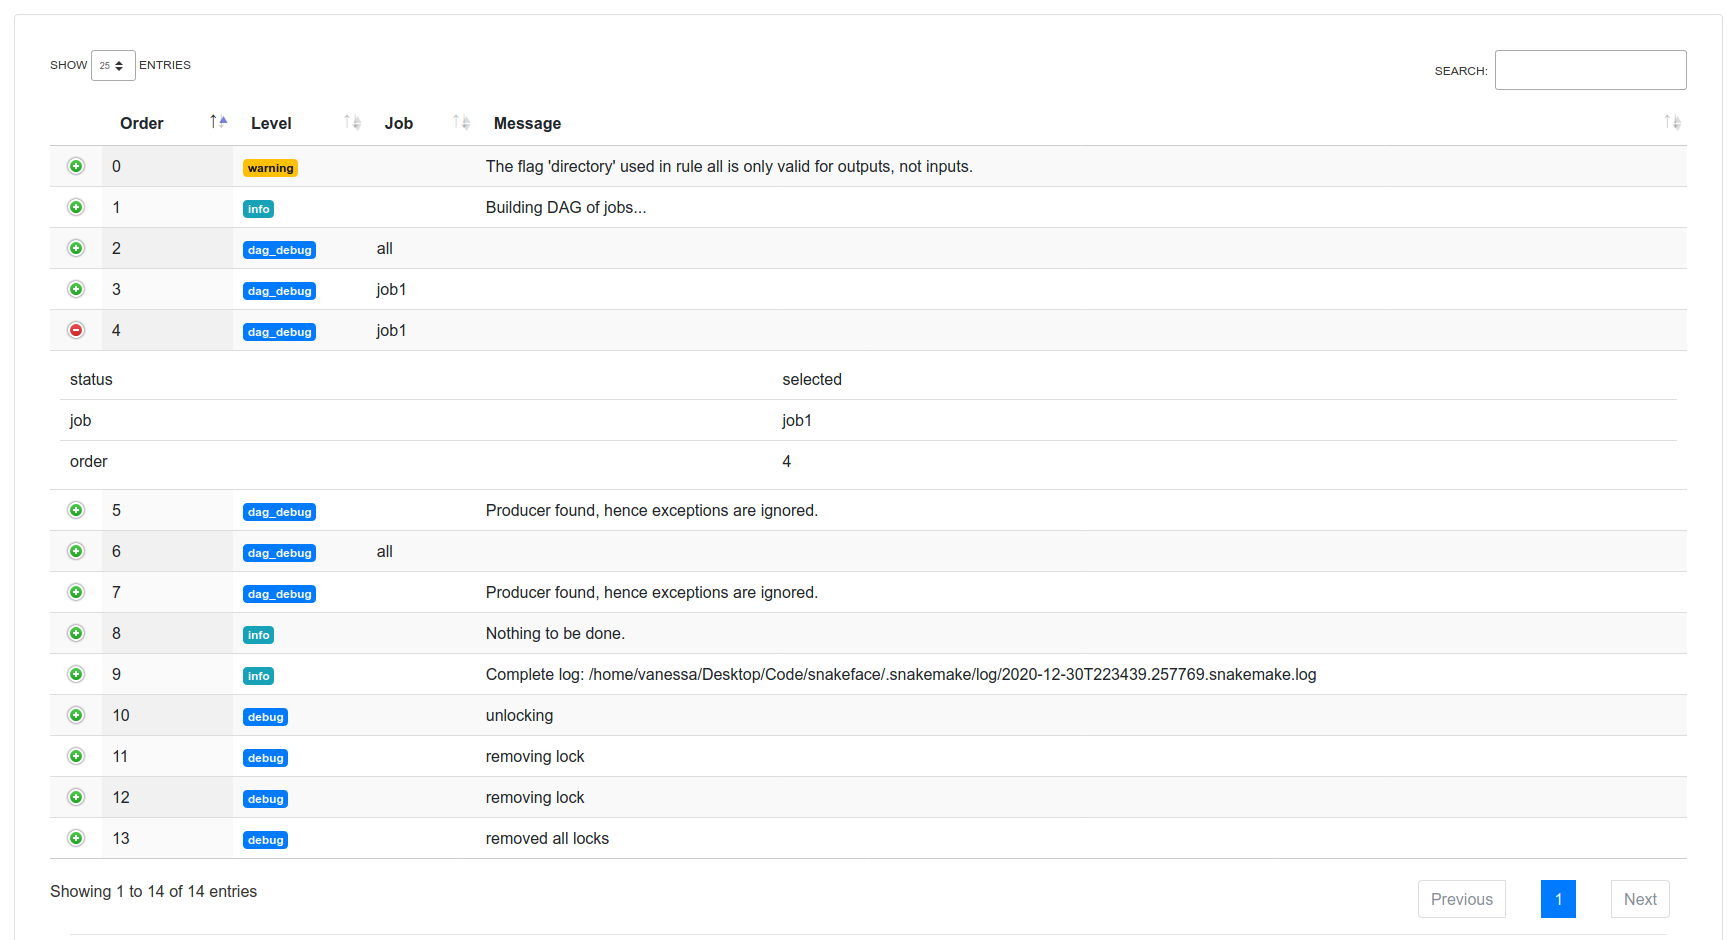 SHOW 25 ENTRIES SEARCH:
Order Level Job Message
0 warning The flag 'directory' used in rule all is only valid for outputs, not inputs.
1 info Building DAG of jobs...
2 dag_debug all
3 dag_debug job1
4 dag_debug job1
status selected
job job1
order 4
5 dag_debug Producer found, hence exceptions are ignored.
6 dag_debug all
7 dag_debug Producer found, hence exceptions are ignored.
8 info Nothing to be done.
9 info Complete log: /home/vanessa/Desktop/Code/snakeface/.snakemake/log/2020-12-30T223439.257769.snakemake.log
10 debug unlocking
11 debug removing lock
12 debug removing lock
13 debug removed all locks
Showing 1 to 14 of 14 entries Previous 1 Next